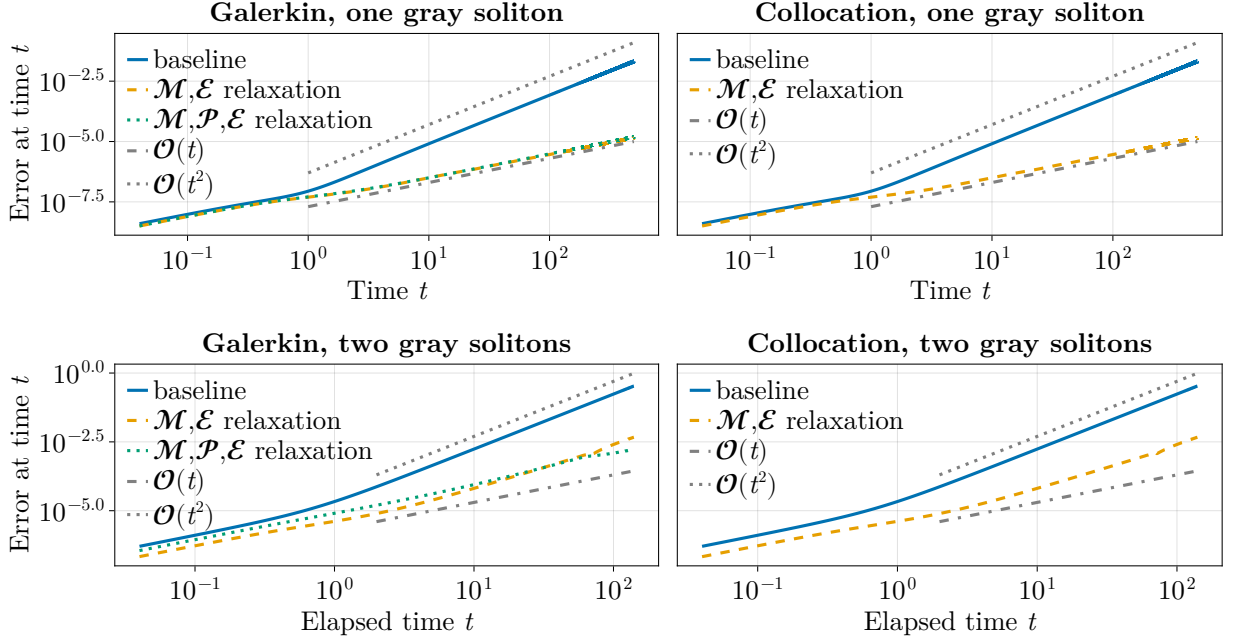 Galerkin, one gray soliton
Error at time t
10^−2.5
10^−5.0
10^−7.5
baseline
𝓜,𝓔 relaxation
𝓜,𝓟,𝓔 relaxation
𝓞(t)
𝓞(t²)
10^−1
10^0
10^1
10^2
Time t
Collocation, one gray soliton
baseline
𝓜,𝓔 relaxation
𝓞(t)
𝓞(t²)
10^−1
10^0
10^1
10^2
Time t
Galerkin, two gray solitons
Error at time t
10^0.0
10^−2.5
10^−5.0
baseline
𝓜,𝓔 relaxation
𝓜,𝓟,𝓔 relaxation
𝓞(t)
𝓞(t²)
10^−1
10^0
10^1
10^2
Elapsed time t
Collocation, two gray solitons
baseline
𝓜,𝓔 relaxation
𝓞(t)
𝓞(t²)
10^−1
10^0
10^1
10^2
Elapsed time t